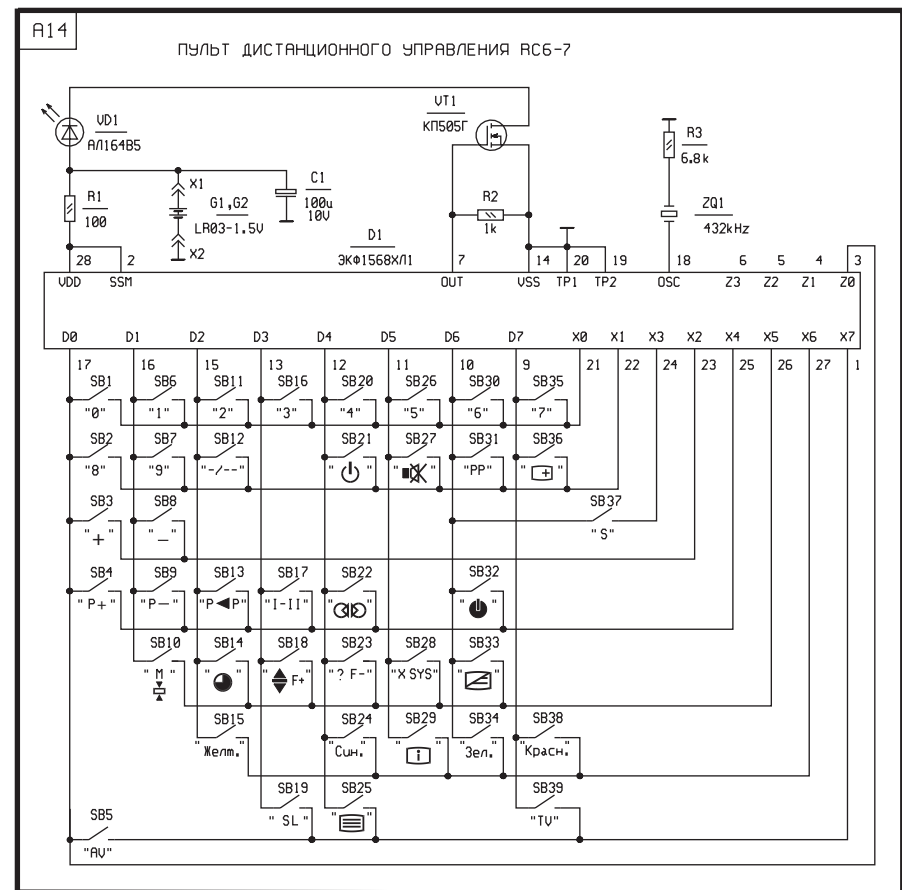 A14
ПУЛЬТ ДИСТАНЦИОННОГО УПРАВЛЕНИЯ RC6-7
VD1
АЛ164В5
VT1
КП505Г
R3
6.8k
R1
100
X1
G1,G2
LR03-1.5V
X2
C1
100u
10V
R2
1k
ZQ1
432kHz
D1
ЭКФ1568ХЛ1
28 2 7 14 20 19 18 6 5 4 3
VDD SSM OUT VSS TP1 TP2 OSC Z3 Z2 Z1 Z0
D0 D1 D2 D3 D4 D5 D6 D7 X0 X1 X3 X2 X4 X5 X6 X7
17 16 15 13 12 11 10 9 21 22 24 23 25 26 27 1
SB1 SB6 SB11 SB16 SB20 SB26 SB30 SB35
"0" "1" "2" "3" "4" "5" "6" "7"
SB2 SB7 SB12 SB21 SB27 SB31 SB36
"8" "9" "-/--" " " " " "PP" " + "
SB3 SB8 SB37
"+" "—" "S"
SB4 SB9 SB13 SB17 SB22 SB32
"P+" "P—" "P◄P" "I-II" " " " "
SB10 SB14 SB18 SB23 SB28 SB33
" M " " " " F+ "? F-" "X SYS" " "
SB15 SB24 SB29 SB34 SB38
"Желт." "Син." " i " "Зел." "Красн."
SB19 SB25 SB39
" SL " " " "TV"
SB5
"AV"